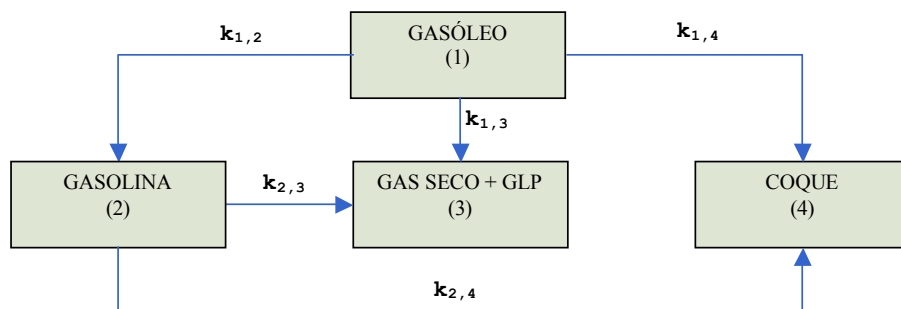 GASÓLEO
(1)
k1,2
k1,4
k1,3
GASOLINA
(2)
k2,3
GAS SECO + GLP
(3)
COQUE
(4)
k2,4